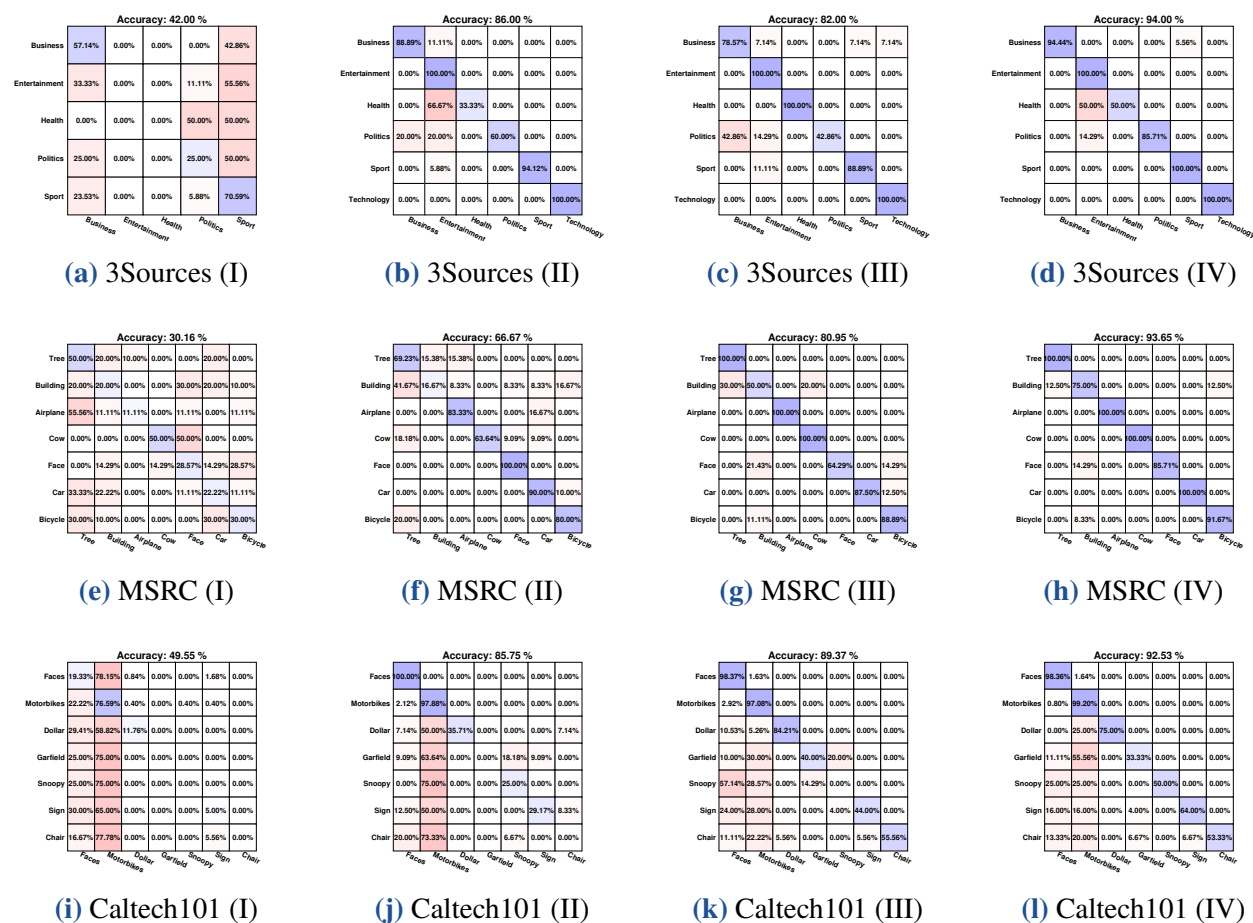 Accuracy: 42.00 %
Business 57.14% 0.00% 0.00% 0.00% 42.86%
Entertainment 33.33% 0.00% 0.00% 11.11% 55.56%
Health 0.00% 0.00% 0.00% 50.00% 50.00%
Politics 25.00% 0.00% 0.00% 25.00% 50.00%
Sport 23.53% 0.00% 0.00% 5.88% 70.59%
Business Entertainment Health Politics Sport
(a) 3Sources (I)
Accuracy: 86.00 %
Business 88.89% 11.11% 0.00% 0.00% 0.00% 0.00%
Entertainment 0.00% 100.00% 0.00% 0.00% 0.00% 0.00%
Health 0.00% 66.67% 33.33% 0.00% 0.00% 0.00%
Politics 20.00% 20.00% 0.00% 60.00% 0.00% 0.00%
Sport 0.00% 5.88% 0.00% 0.00% 94.12% 0.00%
Technology 0.00% 0.00% 0.00% 0.00% 0.00% 100.00%
Business Entertainment Health Politics Sport Technology
(b) 3Sources (II)
Accuracy: 82.00 %
Business 78.57% 7.14% 0.00% 0.00% 7.14% 7.14%
Entertainment 0.00% 100.00% 0.00% 0.00% 0.00% 0.00%
Health 0.00% 0.00% 100.00% 0.00% 0.00% 0.00%
Politics 42.86% 14.29% 0.00% 42.86% 0.00% 0.00%
Sport 0.00% 11.11% 0.00% 0.00% 88.89% 0.00%
Technology 0.00% 0.00% 0.00% 0.00% 0.00% 100.00%
Business Entertainment Health Politics Sport Technology
(c) 3Sources (III)
Accuracy: 94.00 %
Business 94.44% 0.00% 0.00% 0.00% 5.56% 0.00%
Entertainment 0.00% 100.00% 0.00% 0.00% 0.00% 0.00%
Health 0.00% 50.00% 50.00% 0.00% 0.00% 0.00%
Politics 0.00% 14.29% 0.00% 85.71% 0.00% 0.00%
Sport 0.00% 0.00% 0.00% 0.00% 100.00% 0.00%
Technology 0.00% 0.00% 0.00% 0.00% 0.00% 100.00%
Business Entertainment Health Politics Sport Technology
(d) 3Sources (IV)
Accuracy: 30.16 %
Tree 50.00% 20.00% 10.00% 0.00% 0.00% 20.00% 0.00%
Building 20.00% 20.00% 0.00% 0.00% 30.00% 20.00% 10.00%
Airplane 55.56% 11.11% 11.11% 0.00% 11.11% 0.00% 11.11%
Cow 0.00% 0.00% 0.00% 50.00% 50.00% 0.00% 0.00%
Face 0.00% 14.29% 0.00% 14.29% 28.57% 14.29% 28.57%
Car 33.33% 22.22% 0.00% 0.00% 11.11% 22.22% 11.11%
Bicycle 30.00% 10.00% 0.00% 0.00% 0.00% 30.00% 30.00%
Tree Building Airplane Cow Face Car Bicycle
(e) MSRC (I)
Accuracy: 66.67 %
Tree 69.23% 15.38% 15.38% 0.00% 0.00% 0.00% 0.00%
Building 41.67% 16.67% 8.33% 0.00% 8.33% 8.33% 16.67%
Airplane 0.00% 0.00% 83.33% 0.00% 0.00% 16.67% 0.00%
Cow 18.18% 0.00% 0.00% 63.64% 9.09% 9.09% 0.00%
Face 0.00% 0.00% 0.00% 0.00% 100.00% 0.00% 0.00%
Car 0.00% 0.00% 0.00% 0.00% 0.00% 90.00% 10.00%
Bicycle 20.00% 0.00% 0.00% 0.00% 0.00% 0.00% 80.00%
Tree Building Airplane Cow Face Car Bicycle
(f) MSRC (II)
Accuracy: 80.95 %
Tree 100.00% 0.00% 0.00% 0.00% 0.00% 0.00% 0.00%
Building 30.00% 50.00% 0.00% 20.00% 0.00% 0.00% 0.00%
Airplane 0.00% 0.00% 100.00% 0.00% 0.00% 0.00% 0.00%
Cow 0.00% 0.00% 0.00% 100.00% 0.00% 0.00% 0.00%
Face 0.00% 21.43% 0.00% 0.00% 64.29% 0.00% 14.29%
Car 0.00% 0.00% 0.00% 0.00% 0.00% 87.50% 12.50%
Bicycle 0.00% 11.11% 0.00% 0.00% 0.00% 0.00% 88.89%
Tree Building Airplane Cow Face Car Bicycle
(g) MSRC (III)
Accuracy: 93.65 %
Tree 100.00% 0.00% 0.00% 0.00% 0.00% 0.00% 0.00%
Building 12.50% 75.00% 0.00% 0.00% 0.00% 0.00% 12.50%
Airplane 0.00% 0.00% 100.00% 0.00% 0.00% 0.00% 0.00%
Cow 0.00% 0.00% 0.00% 100.00% 0.00% 0.00% 0.00%
Face 0.00% 14.29% 0.00% 0.00% 85.71% 0.00% 0.00%
Car 0.00% 0.00% 0.00% 0.00% 0.00% 100.00% 0.00%
Bicycle 0.00% 8.33% 0.00% 0.00% 0.00% 0.00% 91.67%
Tree Building Airplane Cow Face Car Bicycle
(h) MSRC (IV)
Accuracy: 49.55 %
Faces 19.33% 78.15% 0.84% 0.00% 0.00% 1.68% 0.00%
Motorbikes 22.22% 76.59% 0.40% 0.00% 0.40% 0.40% 0.00%
Dollar 29.41% 58.82% 11.76% 0.00% 0.00% 0.00% 0.00%
Garfield 25.00% 75.00% 0.00% 0.00% 0.00% 0.00% 0.00%
Snoopy 25.00% 75.00% 0.00% 0.00% 0.00% 0.00% 0.00%
Sign 30.00% 65.00% 0.00% 0.00% 0.00% 5.00% 0.00%
Chair 16.67% 77.78% 0.00% 0.00% 0.00% 5.56% 0.00%
Faces Motorbikes Dollar Garfield Snoopy Sign Chair
(i) Caltech101 (I)
Accuracy: 85.75 %
Faces 100.00% 0.00% 0.00% 0.00% 0.00% 0.00% 0.00%
Motorbikes 2.12% 97.88% 0.00% 0.00% 0.00% 0.00% 0.00%
Dollar 7.14% 50.00% 35.71% 0.00% 0.00% 0.00% 7.14%
Garfield 9.09% 63.64% 0.00% 0.00% 18.18% 9.09% 0.00%
Snoopy 0.00% 75.00% 0.00% 0.00% 25.00% 0.00% 0.00%
Sign 12.50% 50.00% 0.00% 0.00% 0.00% 29.17% 8.33%
Chair 20.00% 73.33% 0.00% 0.00% 6.67% 0.00% 0.00%
Faces Motorbikes Dollar Garfield Snoopy Sign Chair
(j) Caltech101 (II)
Accuracy: 89.37 %
Faces 98.37% 1.63% 0.00% 0.00% 0.00% 0.00% 0.00%
Motorbikes 2.92% 97.08% 0.00% 0.00% 0.00% 0.00% 0.00%
Dollar 10.53% 5.26% 84.21% 0.00% 0.00% 0.00% 0.00%
Garfield 10.00% 30.00% 0.00% 40.00% 20.00% 0.00% 0.00%
Snoopy 57.14% 28.57% 0.00% 14.29% 0.00% 0.00% 0.00%
Sign 24.00% 28.00% 0.00% 0.00% 4.00% 44.00% 0.00%
Chair 11.11% 22.22% 5.56% 0.00% 0.00% 5.56% 55.56%
Faces Motorbikes Dollar Garfield Snoopy Sign Chair
(k) Caltech101 (III)
Accuracy: 92.53 %
Faces 98.36% 1.64% 0.00% 0.00% 0.00% 0.00% 0.00%
Motorbikes 0.80% 99.20% 0.00% 0.00% 0.00% 0.00% 0.00%
Dollar 0.00% 25.00% 75.00% 0.00% 0.00% 0.00% 0.00%
Garfield 11.11% 55.56% 0.00% 33.33% 0.00% 0.00% 0.00%
Snoopy 25.00% 25.00% 0.00% 0.00% 50.00% 0.00% 0.00%
Sign 16.00% 16.00% 0.00% 4.00% 0.00% 64.00% 0.00%
Chair 13.33% 20.00% 0.00% 6.67% 0.00% 6.67% 53.33%
Faces Motorbikes Dollar Garfield Snoopy Sign Chair
(l) Caltech101 (IV)